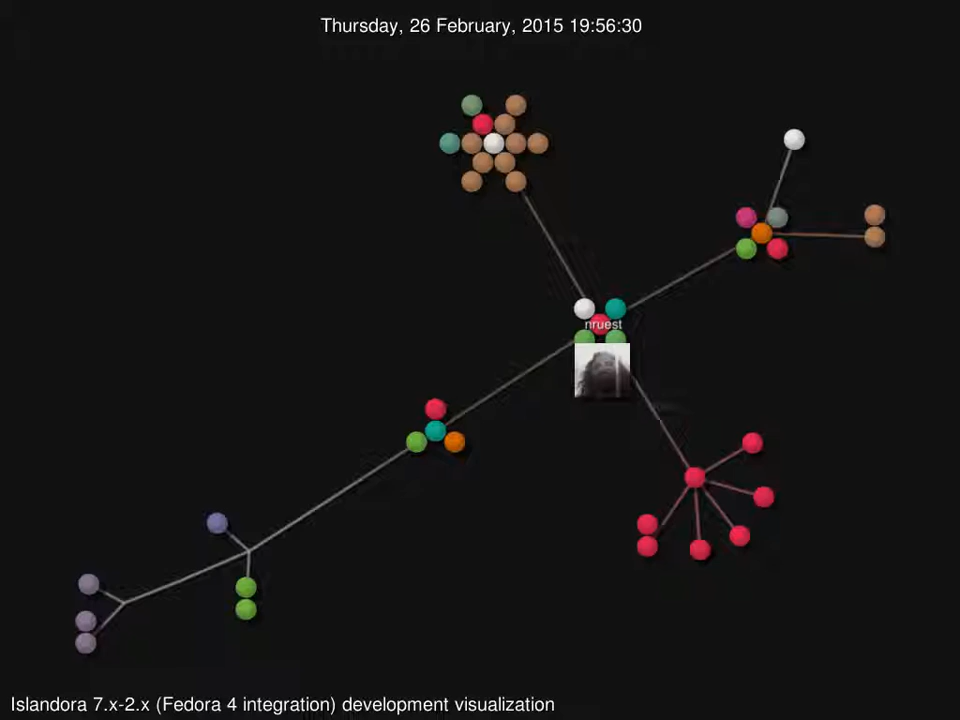 Thursday, 26 February, 2015 19:56:30
nruest
Islandora 7.x-2.x (Fedora 4 integration) development visualization